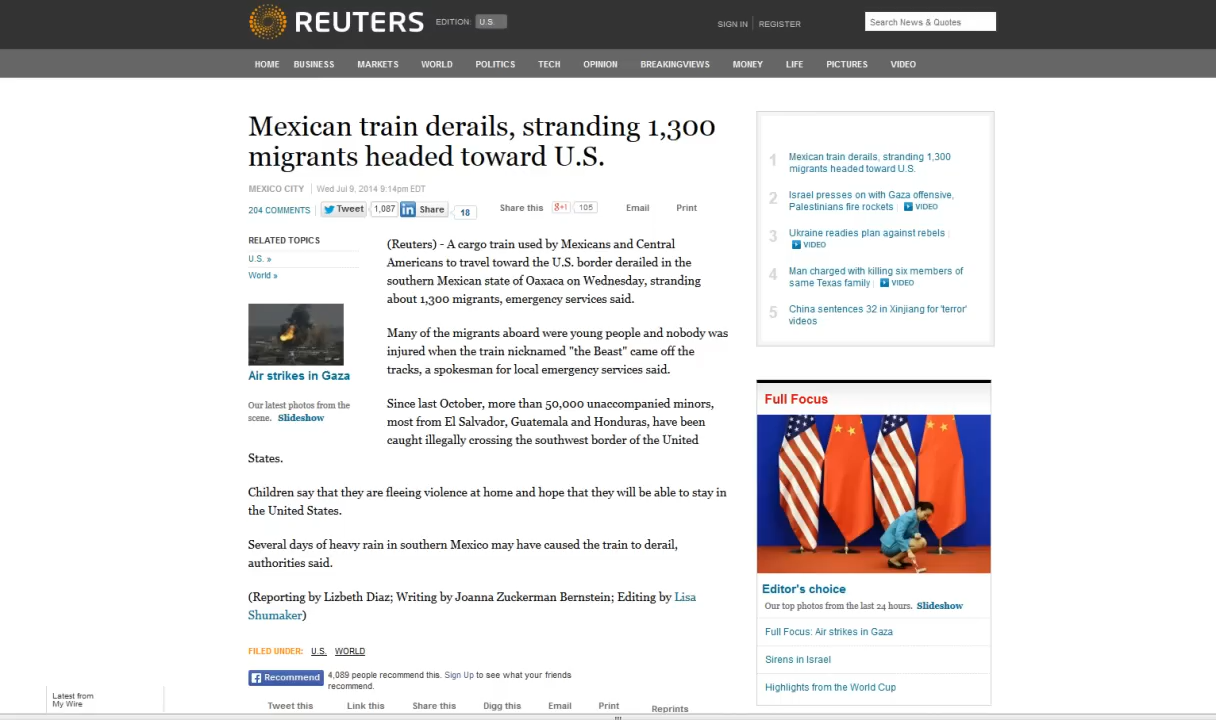 REUTERS EDITION: U.S. SIGN IN REGISTER Search News & Quotes
HOME BUSINESS MARKETS WORLD POLITICS TECH OPINION BREAKINGVIEWS MONEY LIFE PICTURES VIDEO
Mexican train derails, stranding 1,300
migrants headed toward U.S.
MEXICO CITY Wed Jul 9, 2014 9:14pm EDT
204 COMMENTS Tweet 1,087 in Share 18 Share this g+1 105 Email Print
RELATED TOPICS
U.S. »
World »
Air strikes in Gaza
Our latest photos from the
scene. Slideshow
(Reuters) - A cargo train used by Mexicans and Central
Americans to travel toward the U.S. border derailed in the
southern Mexican state of Oaxaca on Wednesday, stranding
about 1,300 migrants, emergency services said.
Many of the migrants aboard were young people and nobody was
injured when the train nicknamed "the Beast" came off the
tracks, a spokesman for local emergency services said.
Since last October, more than 50,000 unaccompanied minors,
most from El Salvador, Guatemala and Honduras, have been
caught illegally crossing the southwest border of the United
States.
Children say that they are fleeing violence at home and hope that they will be able to stay in
the United States.
Several days of heavy rain in southern Mexico may have caused the train to derail,
authorities said.
(Reporting by Lizbeth Diaz; Writing by Joanna Zuckerman Bernstein; Editing by Lisa
Shumaker)
FILED UNDER: U.S. WORLD
Recommend 4,089 people recommend this. Sign Up to see what your friends
recommend.
Tweet this Link this Share this Digg this Email Print Reprints
Latest from
My Wire
1 Mexican train derails, stranding 1,300
migrants headed toward U.S.
2 Israel presses on with Gaza offensive,
Palestinians fire rockets | VIDEO
3 Ukraine readies plan against rebels |
VIDEO
4 Man charged with killing six members of
same Texas family | VIDEO
5 China sentences 32 in Xinjiang for 'terror'
videos
Full Focus
Editor's choice
Our top photos from the last 24 hours. Slideshow
Full Focus: Air strikes in Gaza
Sirens in Israel
Highlights from the World Cup